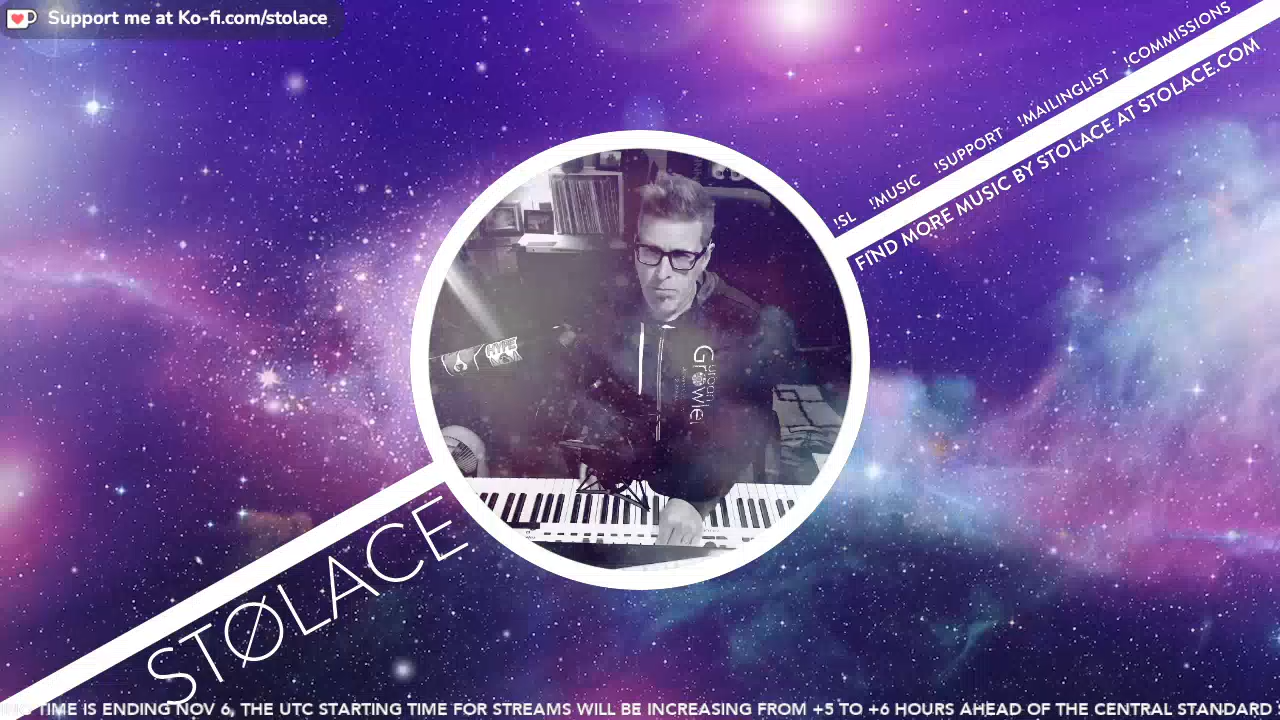 Support me at Ko-fi.com/stolace
!SL !MUSIC !SUPPORT !MAILINGLIST !COMMISSIONS
FIND MORE MUSIC BY STOLACE AT STOLACE.COM
HYPE
Growler
STØLACE
TIME IS ENDING NOV 6, THE UTC STARTING TIME FOR STREAMS WILL BE INCREASING FROM +5 TO +6 HOURS AHEAD OF THE CENTRAL STANDARD